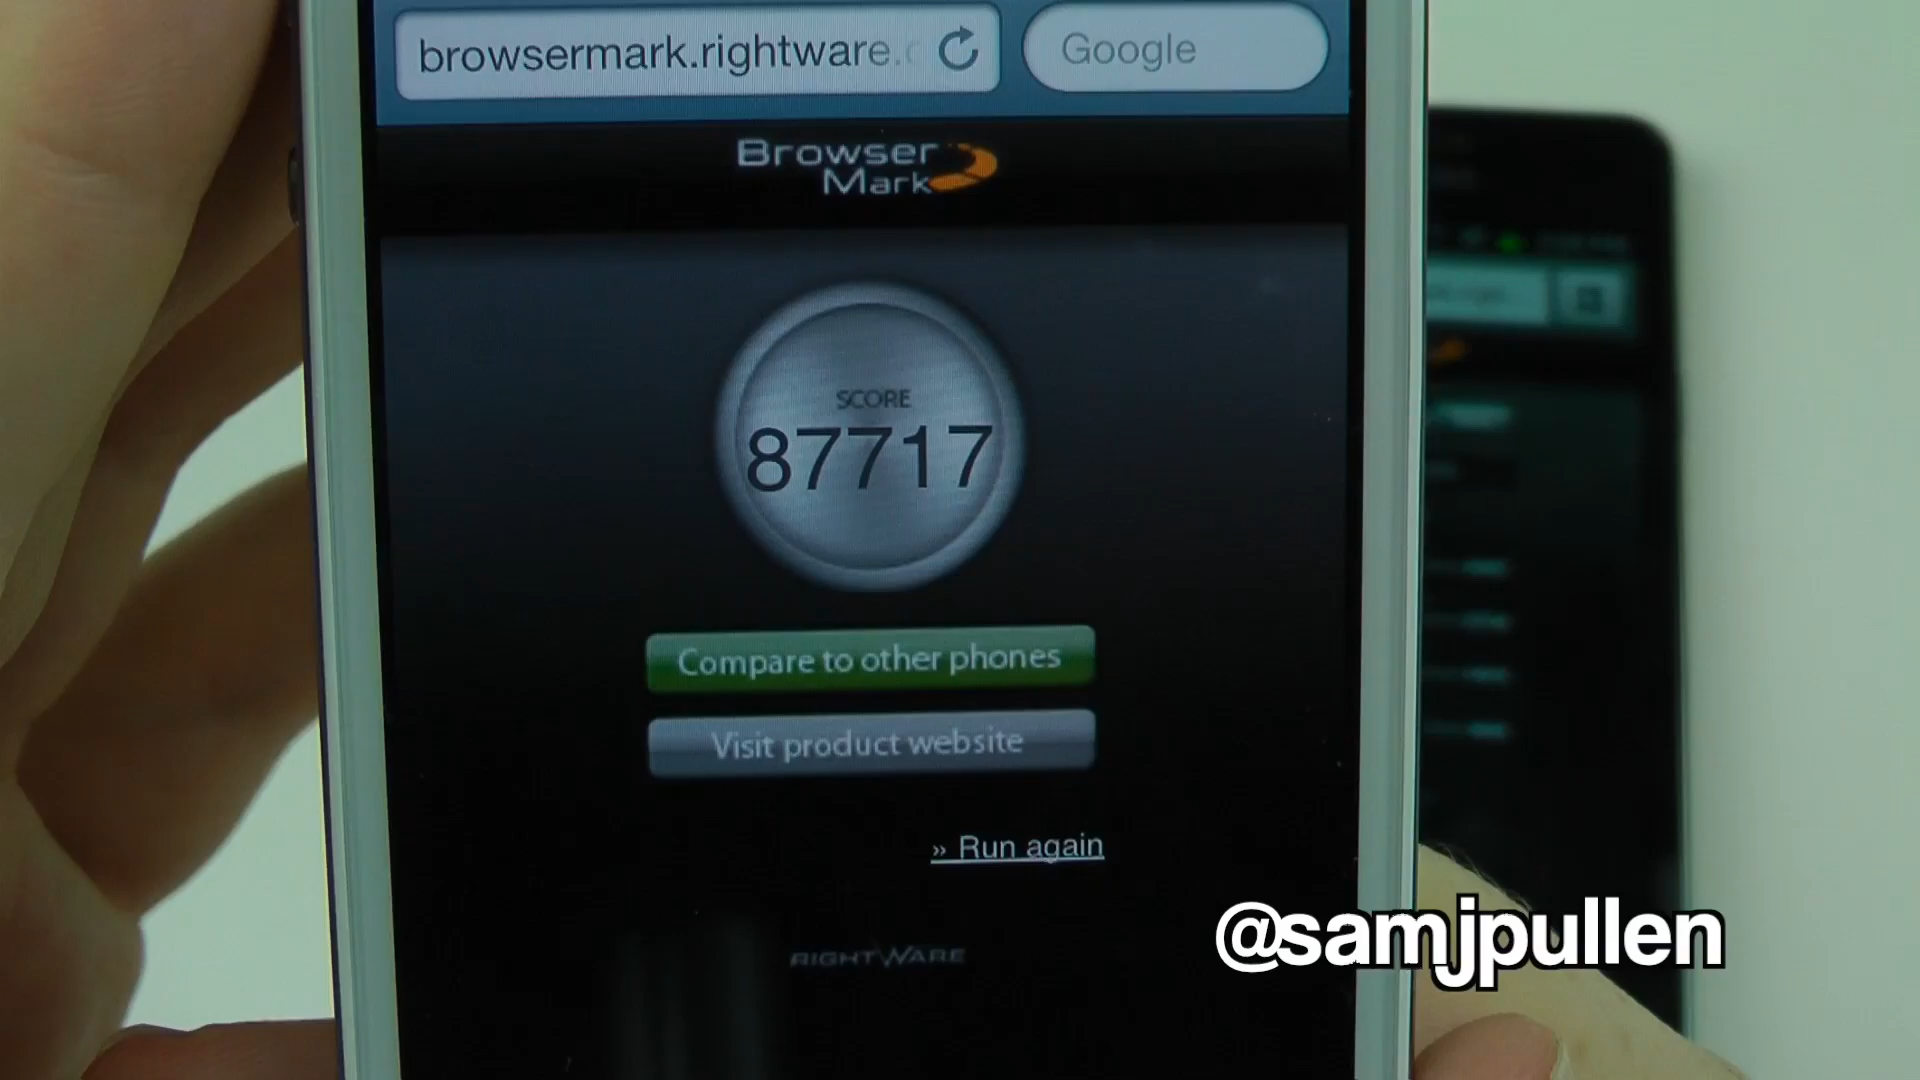 browsermark.rightware.
Google
Browser
Mark
SCORE
87717
Compare to other phones
Visit product website
» Run again
RIGHTWARE
@samjpullen